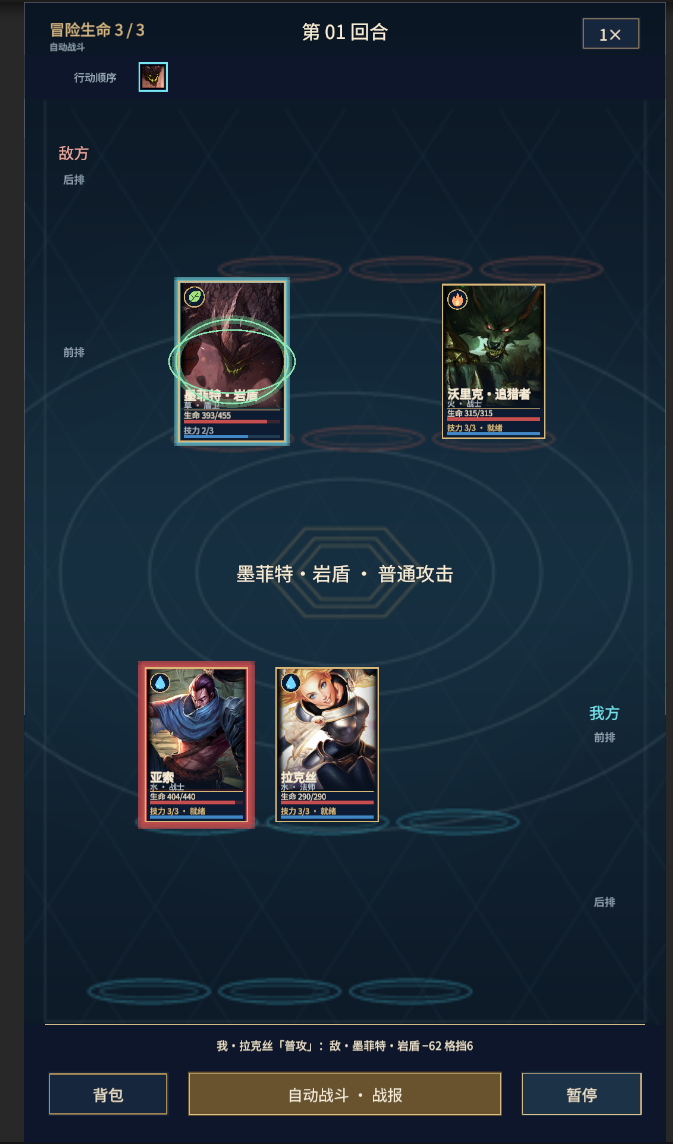 冒险生命 3 / 3
自动战斗
第 01 回合
1×
行动顺序
敌方
后排
前排
墨菲特·岩盾
草 · 盾卫
生命 393/455
技力 2/3
沃里克·追猎者
火 · 战士
生命 315/315
技力 3/3 · 就绪
墨菲特·岩盾 · 普通攻击
亚索
水 · 战士
生命 404/440
技力 3/3 · 就绪
拉克丝
水 · 法师
生命 290/290
技力 3/3 · 就绪
我方
前排
后排
我·拉克丝「普攻」：敌·墨菲特·岩盾 −62 格挡6
背包
自动战斗 · 战报
暂停